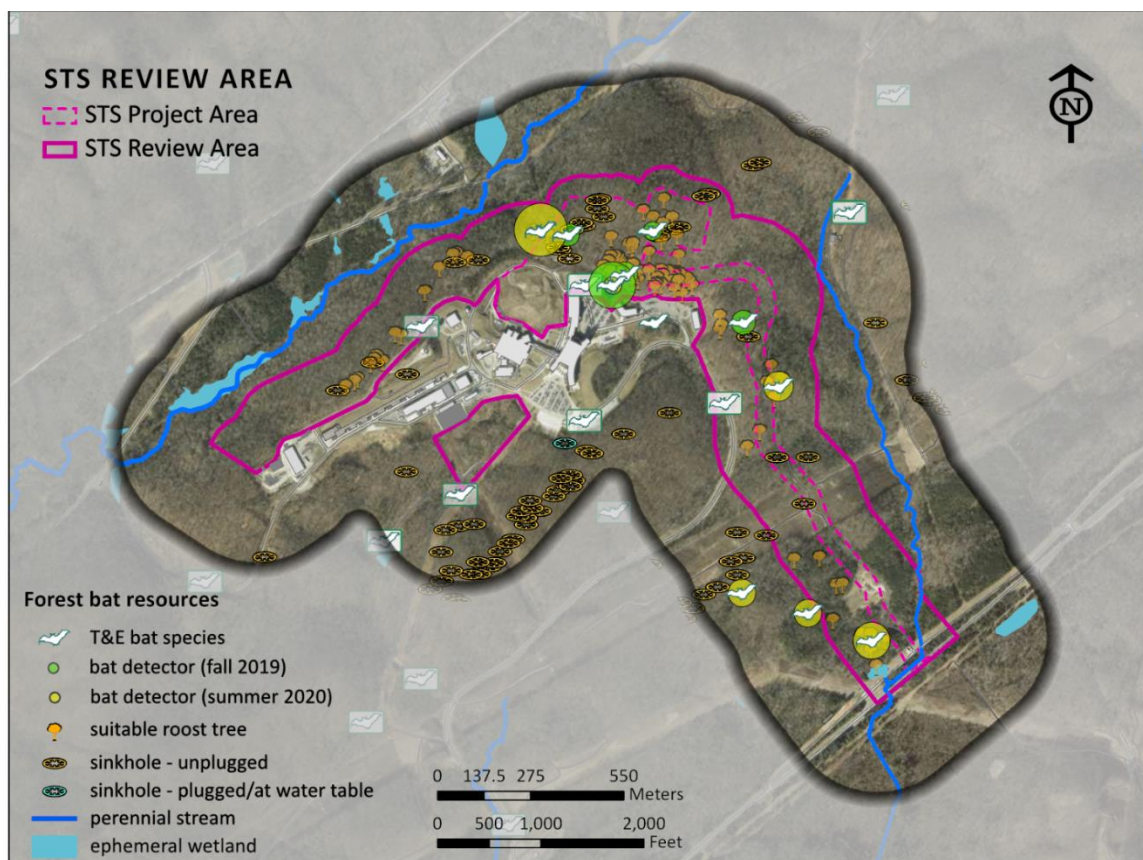 STS REVIEW AREA
STS Project Area
STS Review Area
N
Forest bat resources
T&E bat species
bat detector (fall 2019)
bat detector (summer 2020)
suitable roost tree
sinkhole - unplugged
sinkhole - plugged/at water table
perennial stream
ephemeral wetland
0 137.5 275 550
Meters
0 500 1,000 2,000
Feet